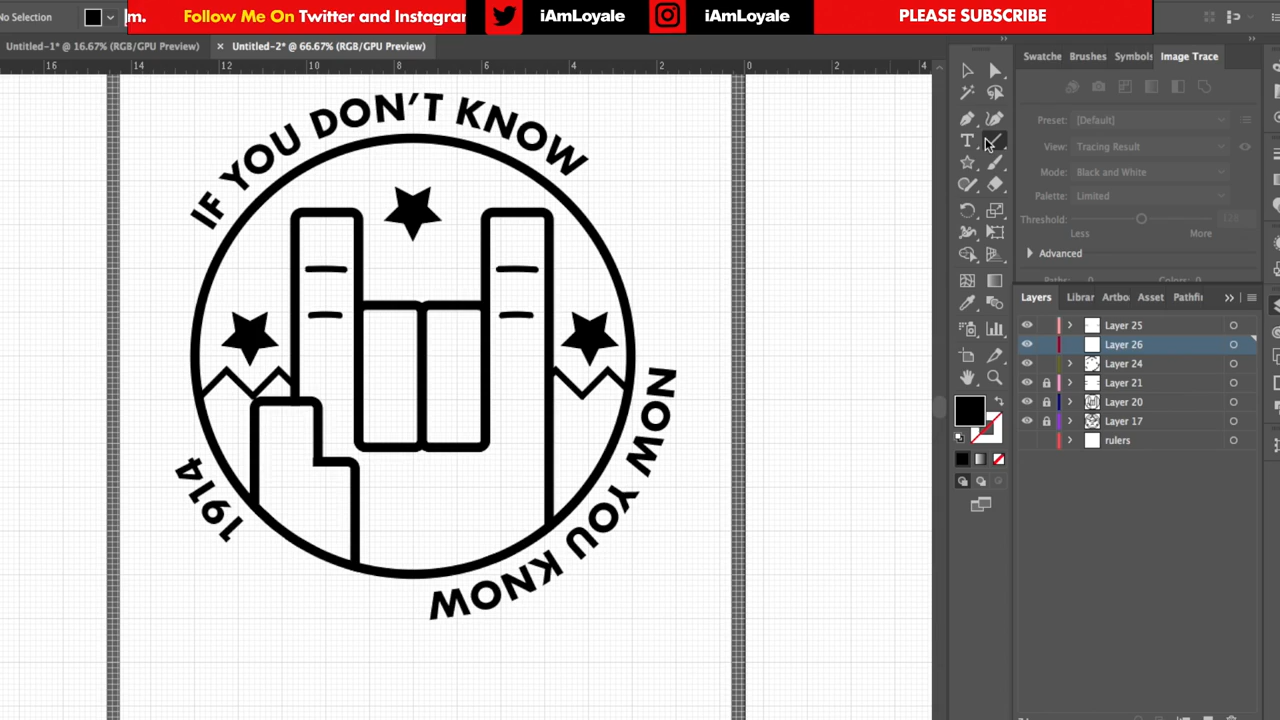 No Selection
m.
Follow Me On Twitter and Instagram
iAmLoyale
iAmLoyale
PLEASE SUBSCRIBE
Untitled-1* @ 16.67% (RGB/GPU Preview)
× Untitled-2* @ 66.67% (RGB/GPU Preview)
16 14 12 10 8 6 4 2 0 2 4
Swatche Brushes Symbols Image Trace
Preset: [Default]
View: Tracing Result
Mode: Black and White
Palette: Limited
Threshold: 128
Less More
Advanced
Paths: 0 Colors: 0
Layers Librar Artbo Asset Pathfi
Layer 25
Layer 26
Layer 24
Layer 21
Layer 20
Layer 17
rulers
IF YOU DON'T KNOW
NOW YOU KNOW
1914